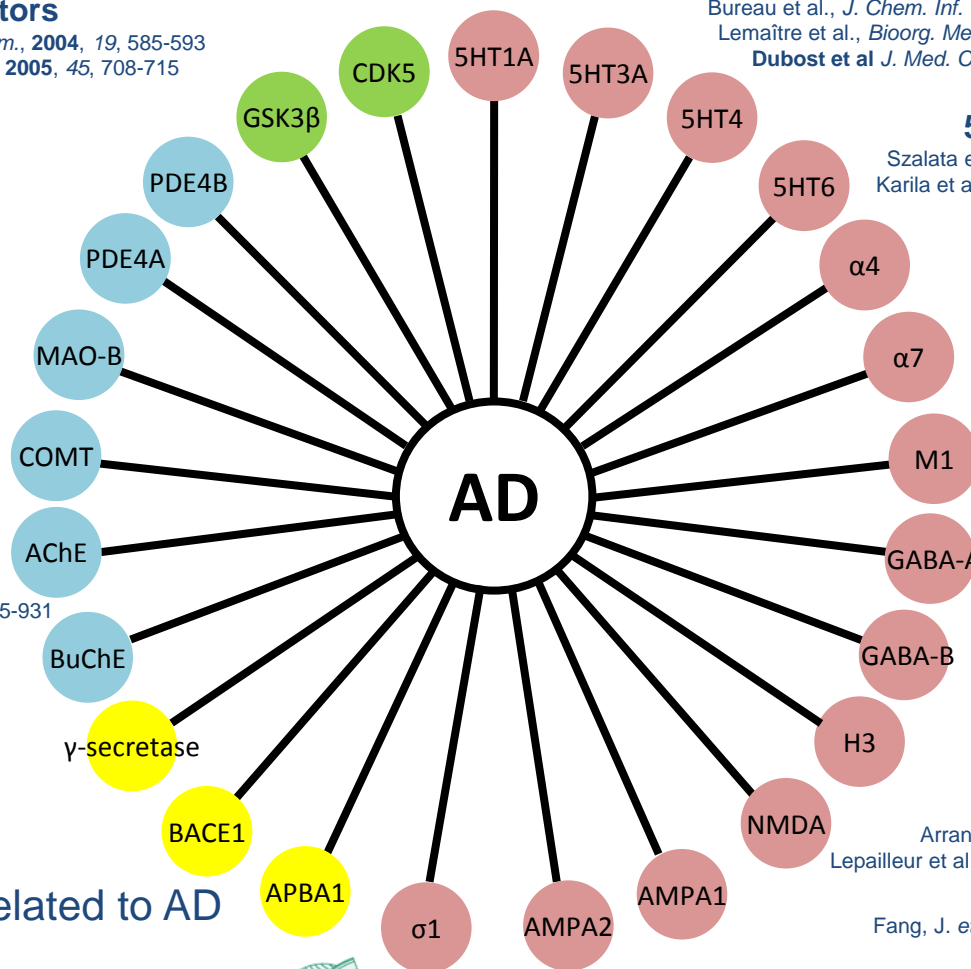 tors
m., 2004, 19, 585-593
2005, 45, 708-715
Bureau et al., J. Chem. Inf.
Lemaître et al., Bioorg. Me
Dubost et al J. Med. C
5
Szalata e
Karila et a
5HT1A
5HT3A
5HT4
5HT6
α4
α7
M1
GABA-A
GABA-B
H3
NMDA
AMPA1
AMPA2
σ1
APBA1
BACE1
γ-secretase
BuChE
AChE
COMT
MAO-B
PDE4A
PDE4B
GSK3β
CDK5
AD
5-931
Arran
Lepailleur et al
Fang, J. et
elated to AD